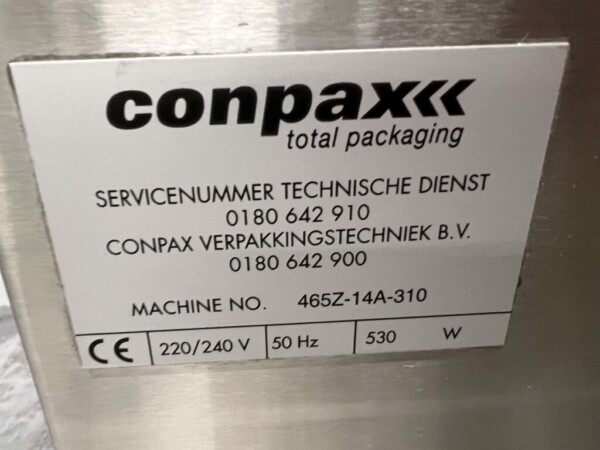 conpax
total packaging
SERVICENUMMER TECHNISCHE DIENST
0180 642 910
CONPAX VERPAKKINGSTECHNIEK B.V.
0180 642 900
MACHINE NO. 465Z-14A-310
CE 220/240 V 50 Hz 530 W